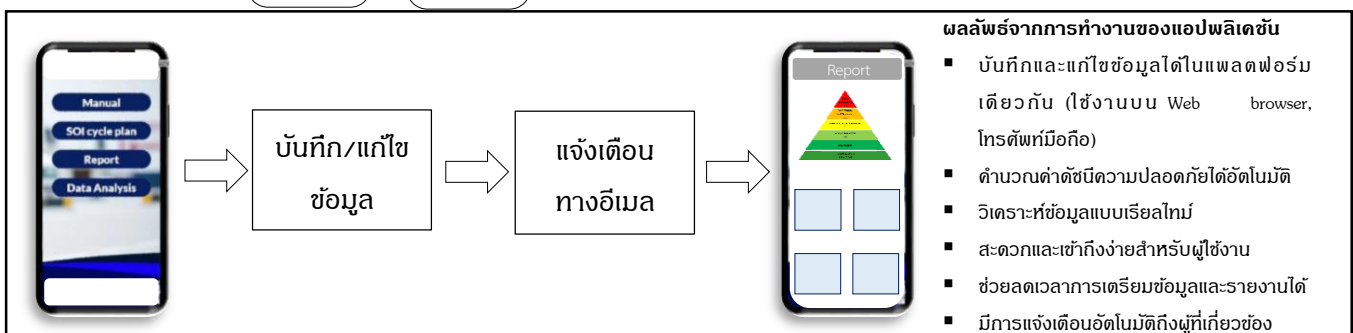 Manual
SOI cycle plan
Report
Data Analysis
บันทึก/แก้ไข
ข้อมูล
แจ้งเตือน
ทางอีเมล
Report
ผลลัพธ์จากการทำงานของแอปพลิเคชัน
▪ บันทึกและแก้ไขข้อมูลได้ในแพลตฟอร์ม
เดียวกัน (ใช้งานบน Web browser,
โทรศัพท์มือถือ)
▪ คำนวณค่าดัชนีความปลอดภัยได้อัตโนมัติ
▪ วิเคราะห์ข้อมูลแบบเรียลไทม์
▪ สะดวกและเข้าถึงง่ายสำหรับผู้ใช้งาน
▪ ช่วยลดเวลาการเตรียมข้อมูลและรายงานได้
▪ มีการแจ้งเตือนอัตโนมัติถึงผู้ที่เกี่ยวข้อง